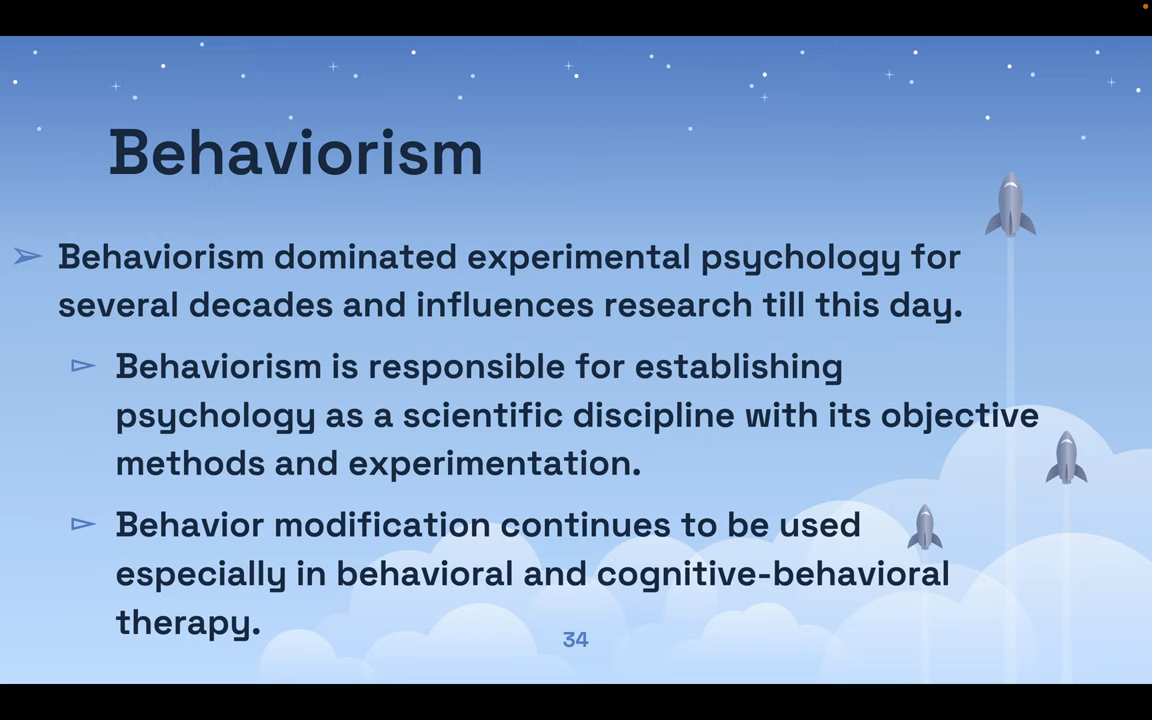 Behaviorism
Behaviorism dominated experimental psychology for
several decades and influences research till this day.
Behaviorism is responsible for establishing
psychology as a scientific discipline with its objective
methods and experimentation.
Behavior modification continues to be used
especially in behavioral and cognitive-behavioral
therapy.
34